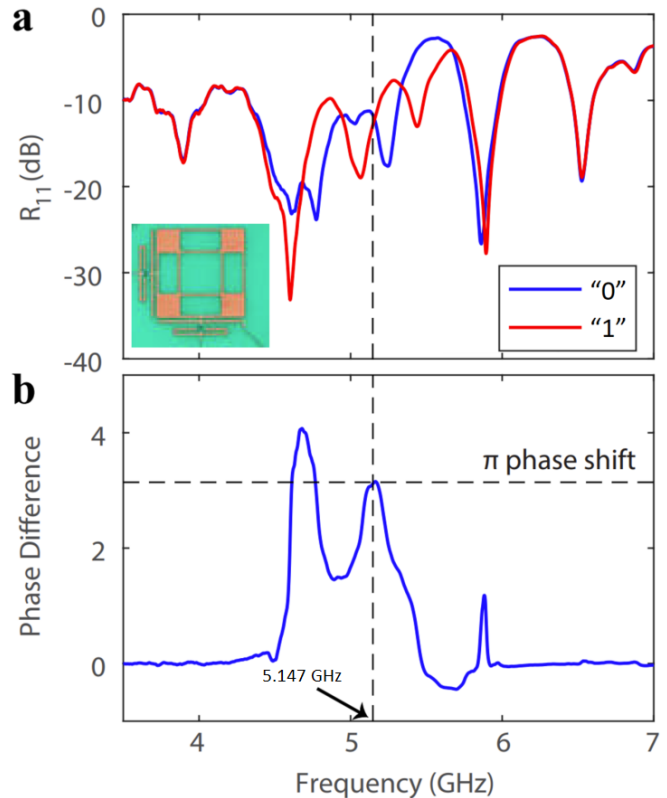 a
0
-10
-20
-30
-40
R11 (dB)
"0"
"1"
b
4
2
0
Phase Difference
π phase shift
5.147 GHz
4
5
6
7
Frequency (GHz)